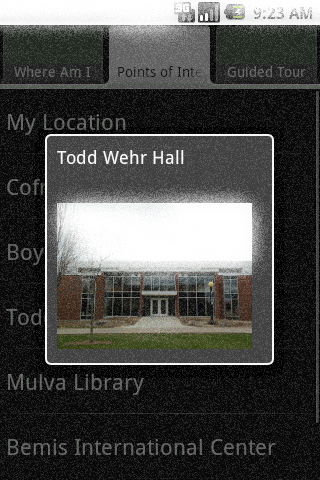 3G 9:23 AM
Where Am I Points of Inte Guided Tour
My Location
Todd Wehr Hall
Cofr
Boy
Tod
Mulva Library
Bemis International Center